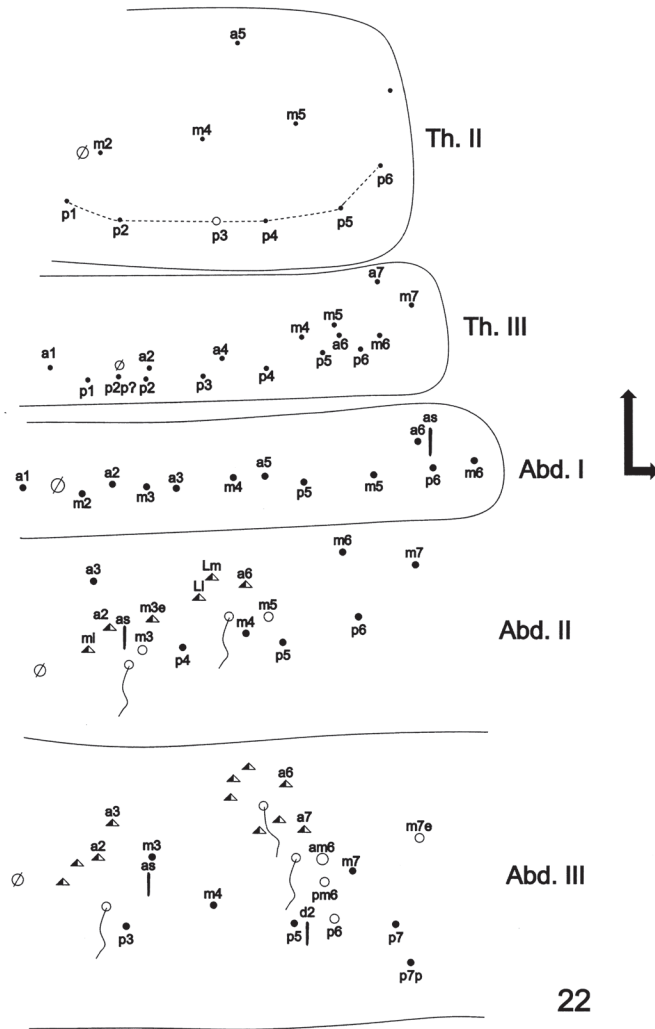 a5
m5
m4
m2
Th. II
p6
p1
p2
p3
p4
p5
a7
m7
m5
Th. III
m4
a1
a2
a4
a6
m6
p1
p2p?
p2
p3
p4
p5
p6
as
a6
a1
a2
a3
a5
Abd. I
m2
m3
m4
p5
m5
p6
m6
m6
m7
a3
Lm
a6
Ll
a2
as
m3e
m5
Abd. II
mi
m3
m4
p4
p5
p6
a6
a3
a7
m7e
a2
m3
am6
as
m7
Abd. III
m4
pm6
d2
p3
p5
p6
p7
p7p
22